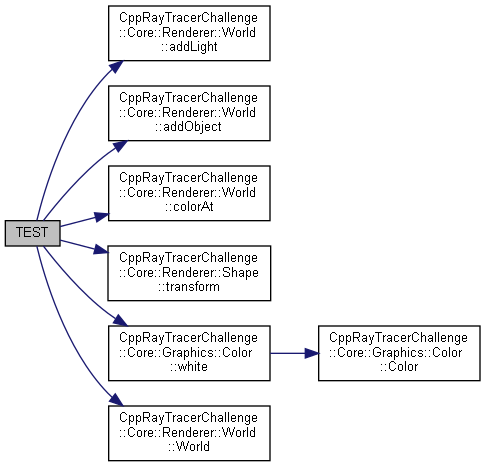 CppRayTracerChallenge
::Core::Renderer::World
::addLight
CppRayTracerChallenge
::Core::Renderer::World
::addObject
CppRayTracerChallenge
::Core::Renderer::World
::colorAt
TEST
CppRayTracerChallenge
::Core::Renderer::Shape
::transform
CppRayTracerChallenge
::Core::Graphics::Color
::white
CppRayTracerChallenge
::Core::Graphics::Color
::Color
CppRayTracerChallenge
::Core::Renderer::World
::World